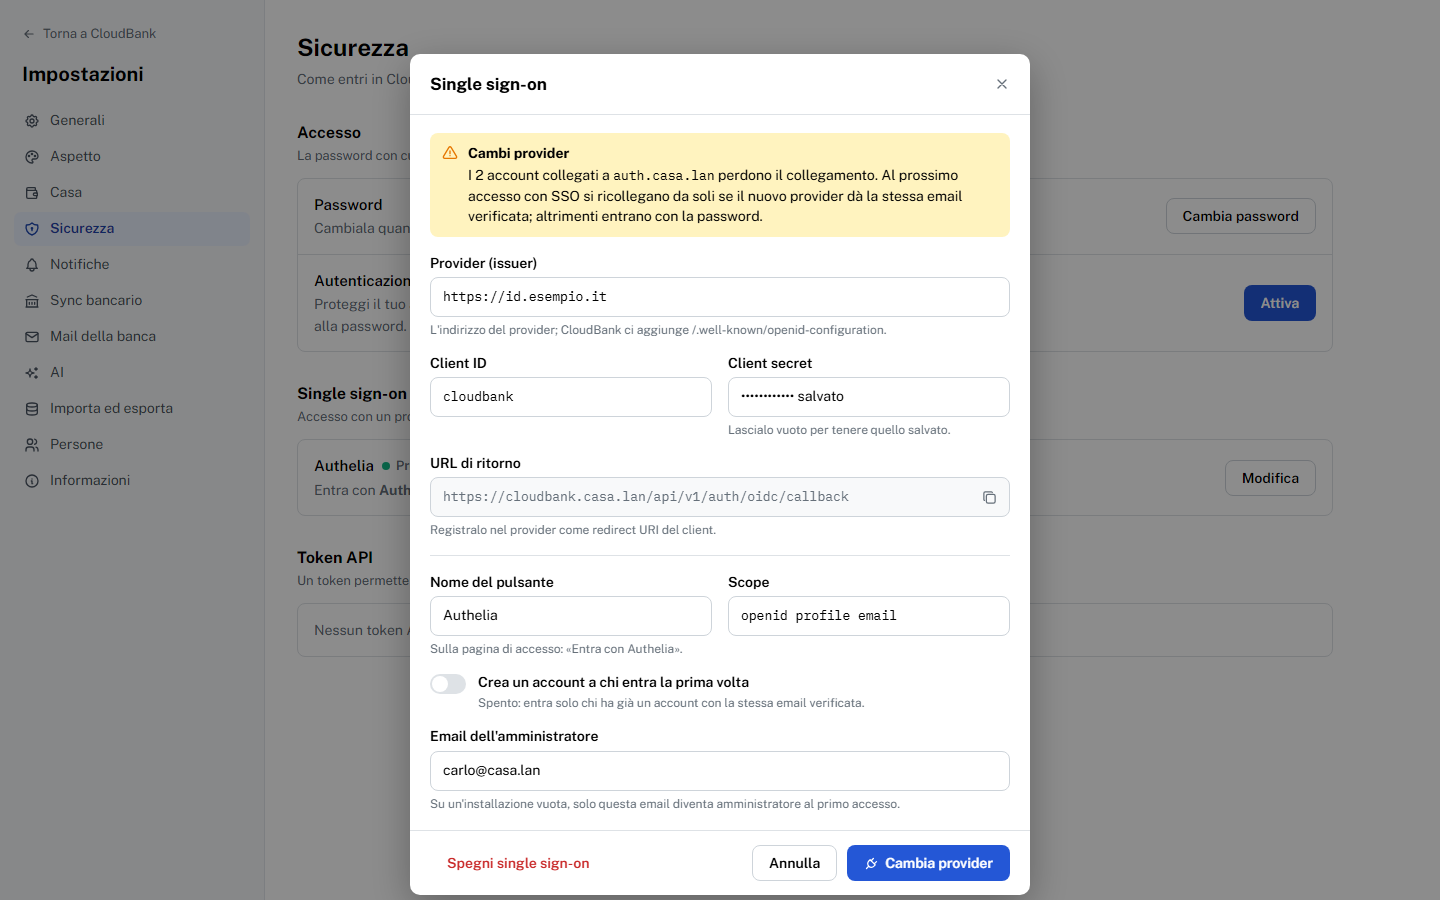 Torna a CloudBank
Impostazioni
Generali
Aspetto
Casa
Sicurezza
Notifiche
Sync bancario
Mail della banca
AI
Importa ed esporta
Persone
Informazioni
Sicurezza
Come entri in Clou
Accesso
La password con cu
Password
Cambiala quan
Cambia password
Autenticazion
Proteggi il tuo
alla password.
Attiva
Single sign-on
Accesso con un pro
Authelia
Pr
Entra con Auth
Modifica
Token API
Un token permette
Nessun token A
Single sign-on
Cambi provider
I 2 account collegati a auth.casa.lan perdono il collegamento. Al prossimo
accesso con SSO si ricollegano da soli se il nuovo provider dà la stessa email
verificata; altrimenti entrano con la password.
Provider (issuer)
https://id.esempio.it
L'indirizzo del provider; CloudBank ci aggiunge /.well-known/openid-configuration.
Client ID
cloudbank
Client secret
•••••••••••• salvato
Lascialo vuoto per tenere quello salvato.
URL di ritorno
https://cloudbank.casa.lan/api/v1/auth/oidc/callback
Registralo nel provider come redirect URI del client.
Nome del pulsante
Authelia
Sulla pagina di accesso: «Entra con Authelia».
Scope
openid profile email
Crea un account a chi entra la prima volta
Spento: entra solo chi ha già un account con la stessa email verificata.
Email dell'amministratore
carlo@casa.lan
Su un'installazione vuota, solo questa email diventa amministratore al primo accesso.
Spegni single sign-on
Annulla
Cambia provider